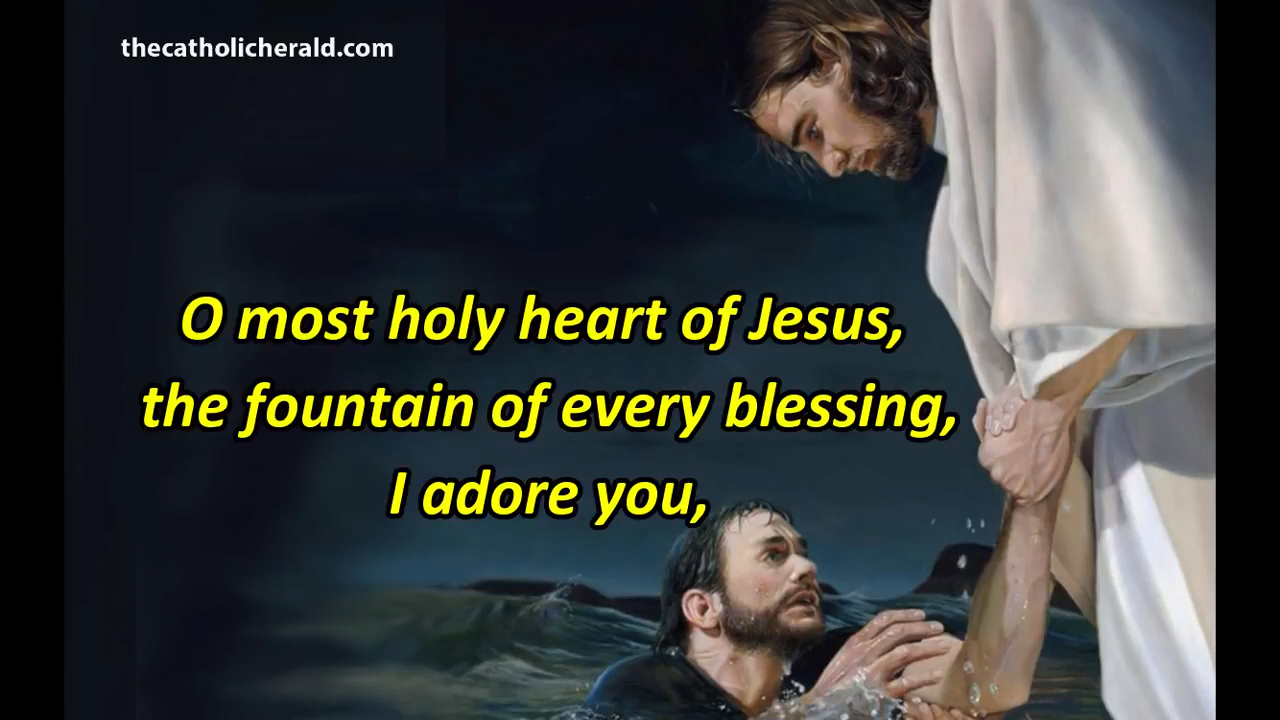 thecatholicherald.com
O most holy heart of Jesus,
the fountain of every blessing,
I adore you,